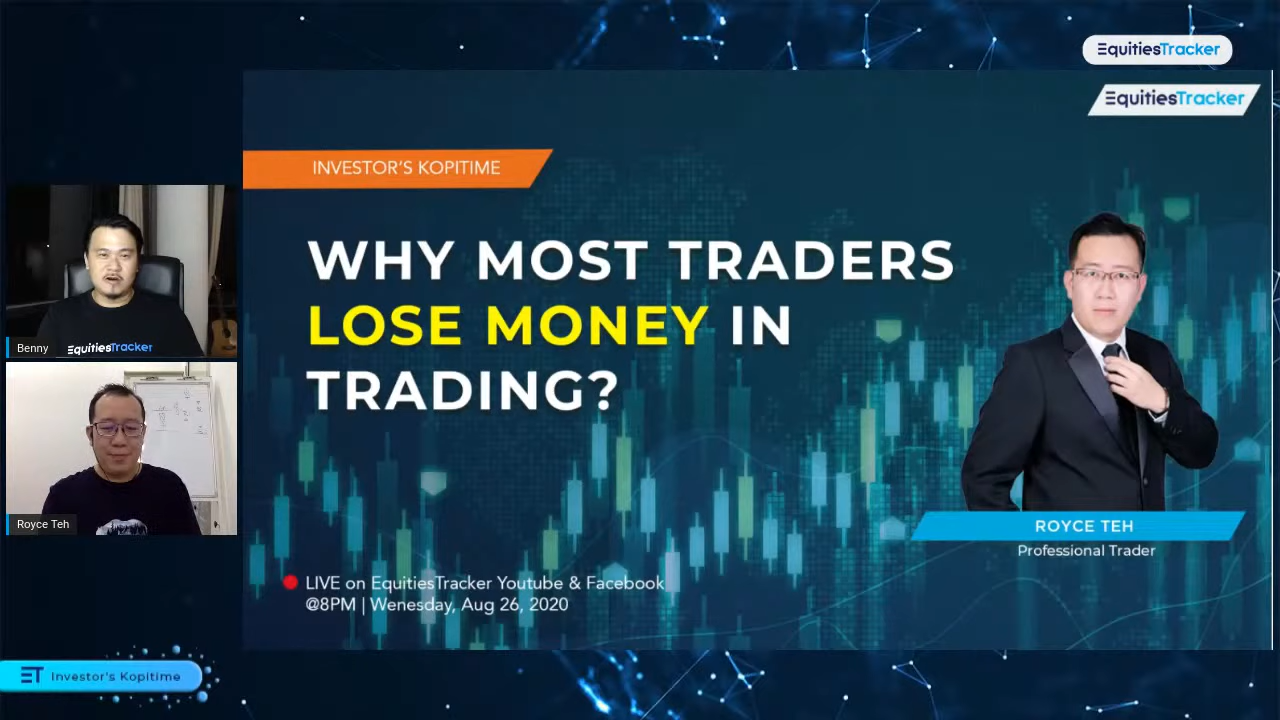 EquitiesTracker
EquitiesTracker
INVESTOR'S KOPITIME
WHY MOST TRADERS
LOSE MONEY IN
TRADING?
Benny
EquitiesTracker
Royce Teh
ROYCE TEH
Professional Trader
LIVE on EquitiesTracker Youtube & Facebook
@8PM | Wenesday, Aug 26, 2020
ET Investor's Kopitime